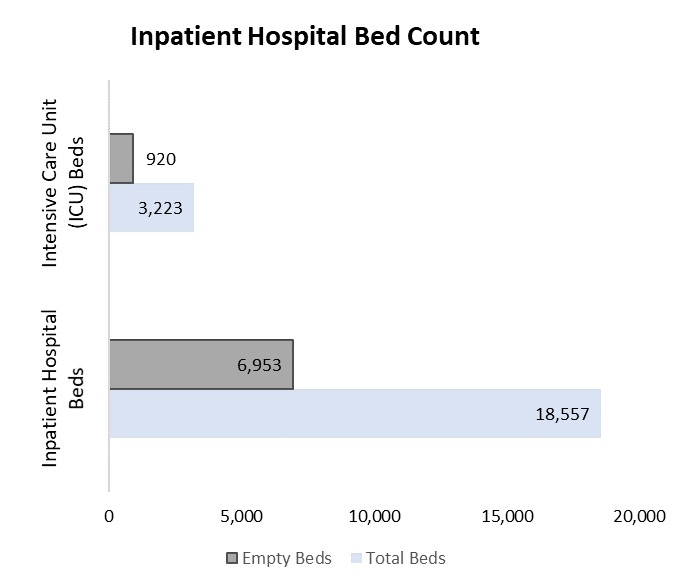 Inpatient Hospital Bed Count
Intensive Care Unit
(ICU) Beds
920
3,223
Inpatient Hospital
Beds
6,953
18,557
0 5,000 10,000 15,000 20,000
Empty Beds Total Beds